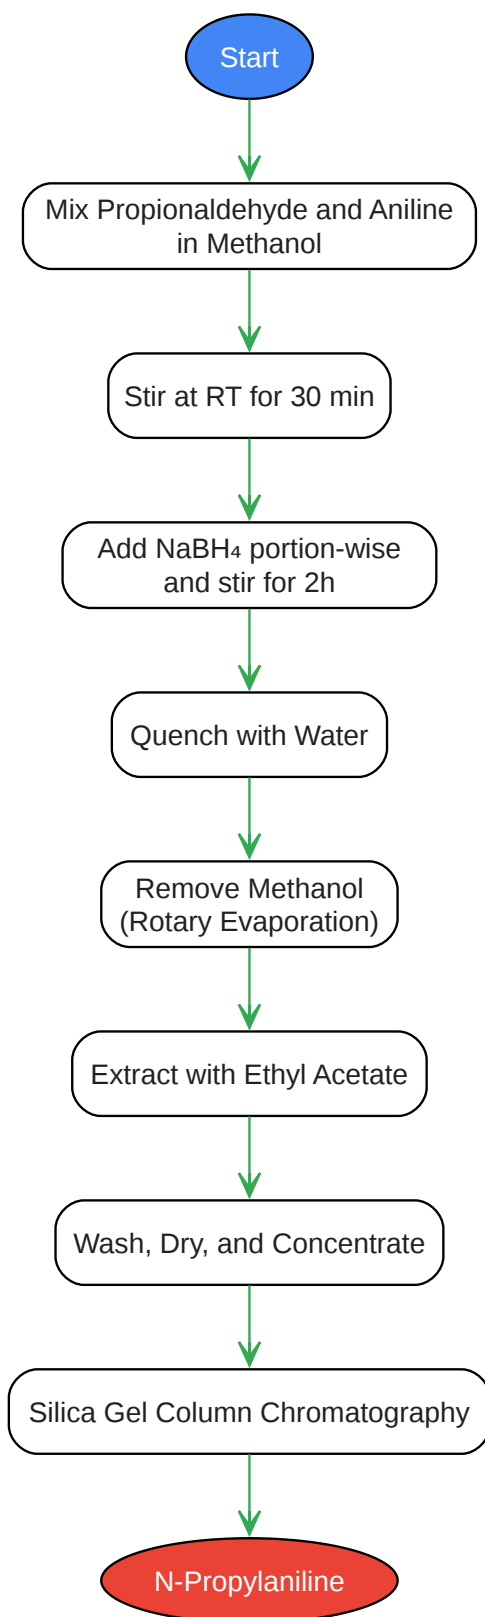 Start
Mix Propionaldehyde and Aniline
in Methanol
Stir at RT for 30 min
Add NaBH₄ portion-wise
and stir for 2h
Quench with Water
Remove Methanol
(Rotary Evaporation)
Extract with Ethyl Acetate
Wash, Dry, and Concentrate
Silica Gel Column Chromatography
N-Propylaniline